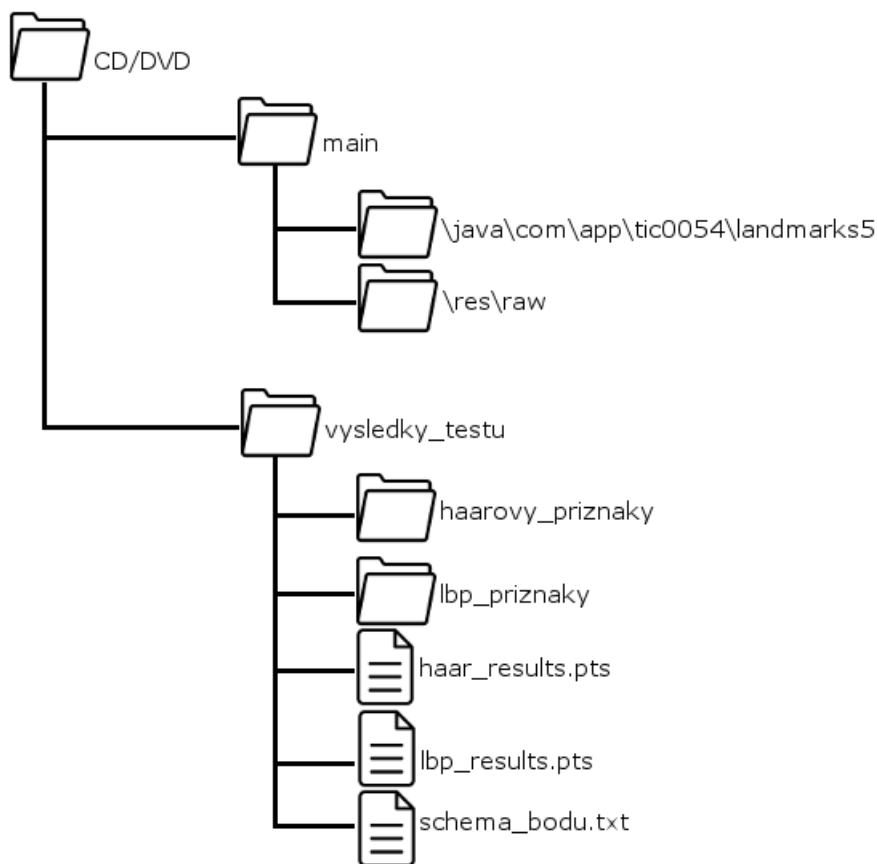 CD/DVD
main
\java\com\app\tic0054\landmarks5
\res\raw
vysledky_testu
haarovy_priznaky
lbp_priznaky
haar_results.pts
lbp_results.pts
schema_bodu.txt